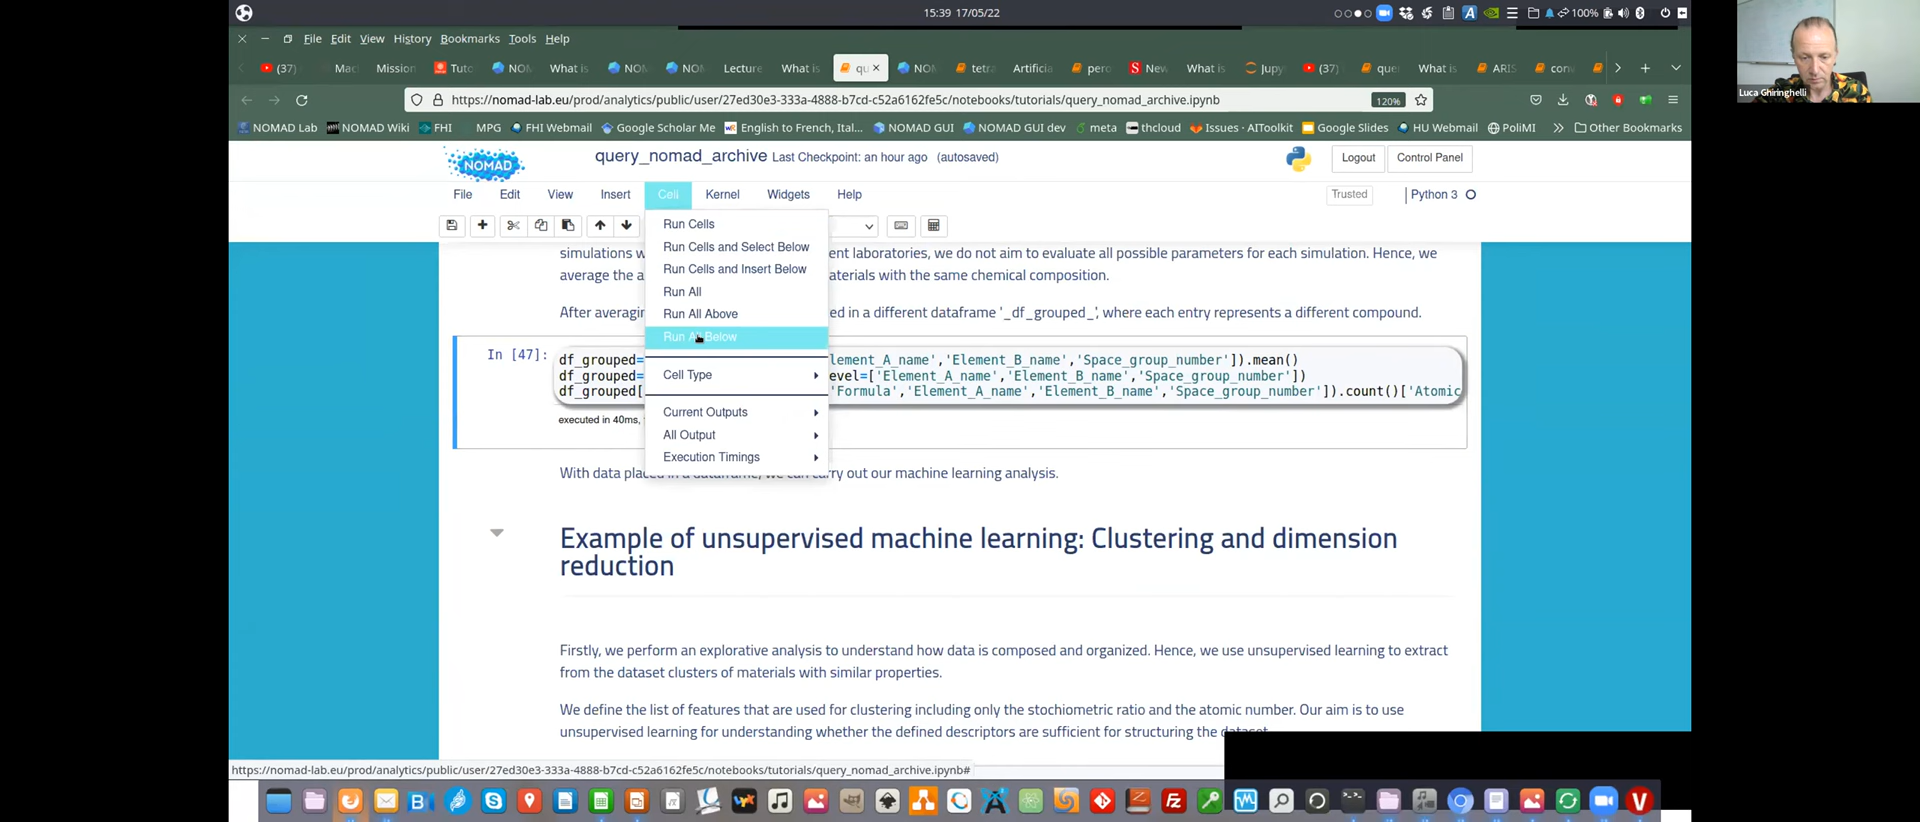 15:39 17/05/22
100%
File Edit View History Bookmarks Tools Help
(37) Mac Mission Tuto NON What is NOM NOM Lecture What is qu NO tetra Artificia pero New What is Jupy (37) que What is ARIS con
https://nomad-lab.eu/prod/analytics/public/user/27ed30e3-333a-4888-b7cd-c52a6162fe5c/notebooks/tutorials/query_nomad_archive.ipynb 120%
NOMAD Lab NOMAD Wiki FHI MPG FHI Webmail Google Scholar Me English to French, Ital... NOMAD GUI NOMAD GUI dev meta thcloud Issues · AIToolkit Google Slides HU Webmail PoliMI Other Bookmarks
Luca Ghiringhelli
NOMAD
query_nomad_archive Last Checkpoint: an hour ago (autosaved)
Logout Control Panel
File Edit View Insert Cell Kernel Widgets Help Trusted Python 3
Run Cells
Run Cells and Select Below
Run Cells and Insert Below
Run All
Run All Above
Run All Below
Cell Type
Current Outputs
All Output
Execution Timings
simulations w ent laboratories, we do not aim to evaluate all possible parameters for each simulation. Hence, we
average the a aterials with the same chemical composition.
After averagin d in a different dataframe '_df_grouped_', where each entry represents a different compound.
In [47]:
df_grouped= lement_A_name','Element_B_name','Space_group_number']).mean()
df_grouped= evel=['Element_A_name','Element_B_name','Space_group_number'])
df_grouped[ 'Formula','Element_A_name','Element_B_name','Space_group_number']).count()['Atomic
executed in 40ms,
With data placed in a dataframe, we can carry out our machine learning analysis.
Example of unsupervised machine learning: Clustering and dimension
reduction
Firstly, we perform an explorative analysis to understand how data is composed and organized. Hence, we use unsupervised learning to extract
from the dataset clusters of materials with similar properties.
We define the list of features that are used for clustering including only the stochiometric ratio and the atomic number. Our aim is to use
unsupervised learning for understanding whether the defined descriptors are sufficient for structuring the dataset.
https://nomad-lab.eu/prod/analytics/public/user/27ed30e3-333a-4888-b7cd-c52a6162fe5c/notebooks/tutorials/query_nomad_archive.ipynb#